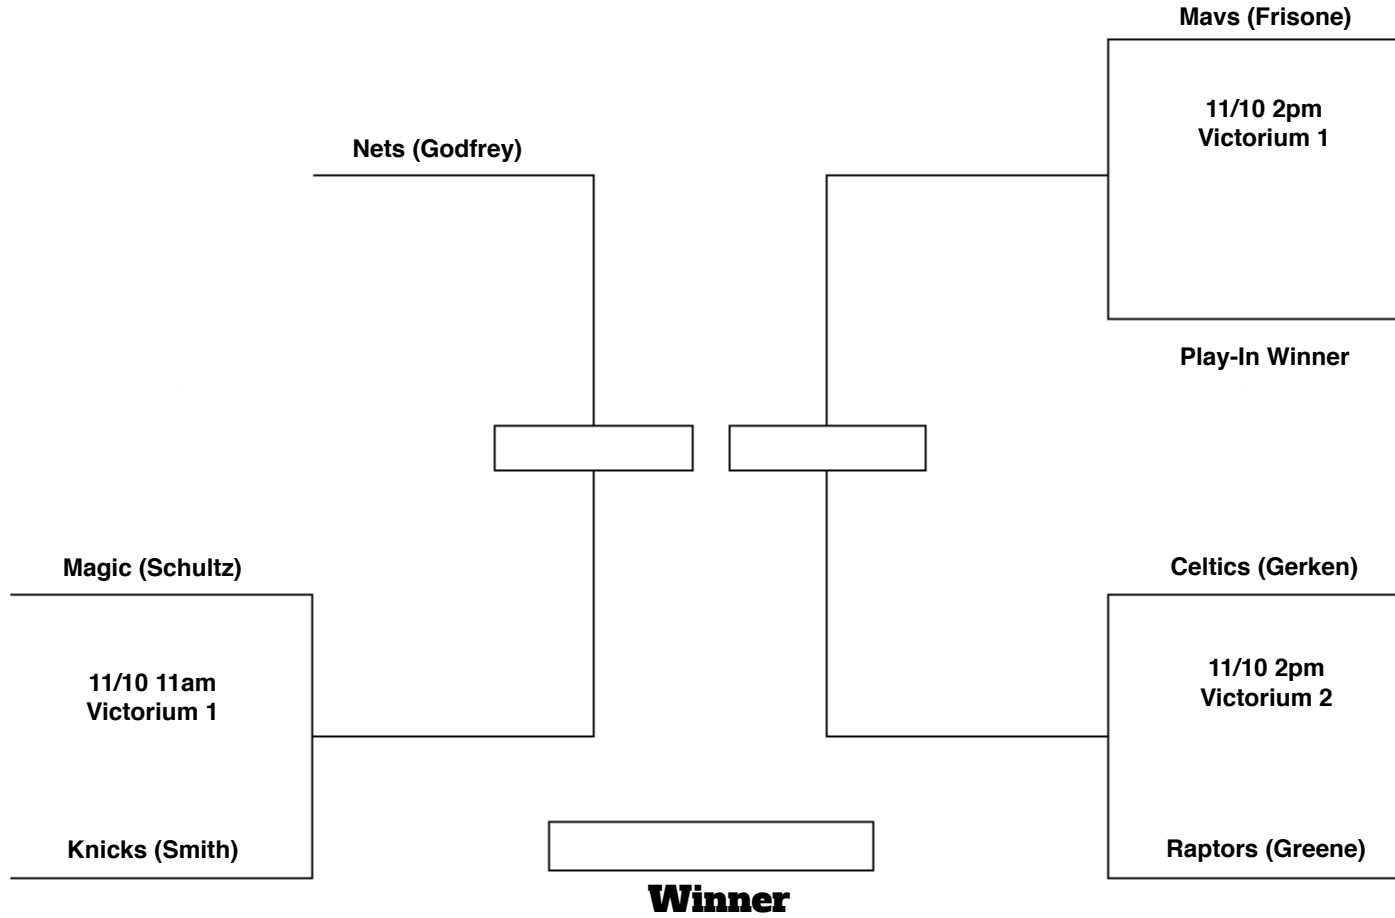 Mavs (Frisone)
11/10 2pm
Victorium 1
Nets (Godfrey)
Play-In Winner
Magic (Schultz)
Celtics (Gerken)
11/10 11am
Victorium 1
11/10 2pm
Victorium 2
Knicks (Smith)
Raptors (Greene)
Winner